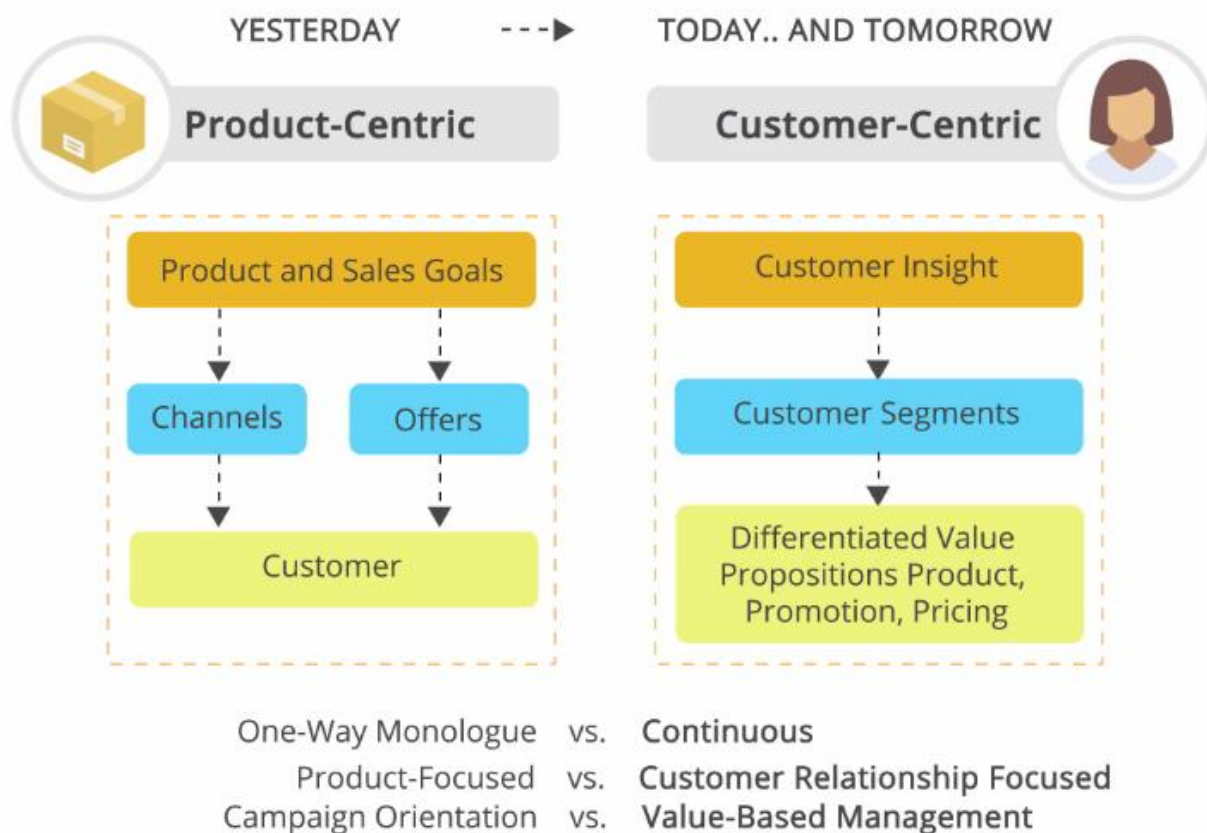 YESTERDAY
TODAY.. AND TOMORROW
Product-Centric
Customer-Centric
Product and Sales Goals
Channels
Offers
Customer
Customer Insight
Customer Segments
Differentiated Value
Propositions Product,
Promotion, Pricing
One-Way Monologue vs. Continuous
Product-Focused vs. Customer Relationship Focused
Campaign Orientation vs. Value-Based Management